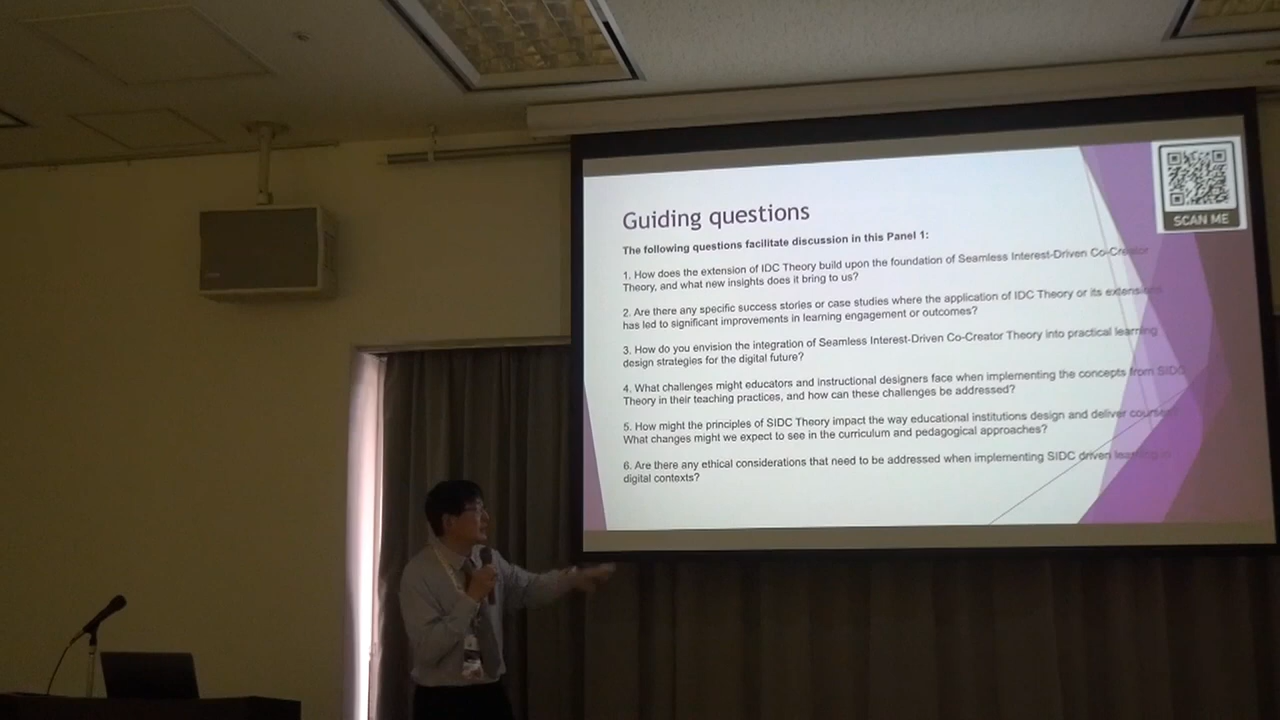 Guiding questions
The following questions facilitate discussion in this Panel 1:
1. How does the extension of IDC Theory build upon the foundation of Seamless Interest-Driven Co-Creator
Theory, and what new insights does it bring to us?
2. Are there any specific success stories or case studies where the application of IDC Theory or its extensions
has led to significant improvements in learning engagement or outcomes?
3. How do you envision the integration of Seamless Interest-Driven Co-Creator Theory into practical learning
design strategies for the digital future?
4. What challenges might educators and instructional designers face when implementing the concepts from SIDC
Theory in their teaching practices, and how can these challenges be addressed?
5. How might the principles of SIDC Theory impact the way educational institutions design and deliver courses?
What changes might we expect to see in the curriculum and pedagogical approaches?
6. Are there any ethical considerations that need to be addressed when implementing SIDC driven learning in
digital contexts?
SCAN ME